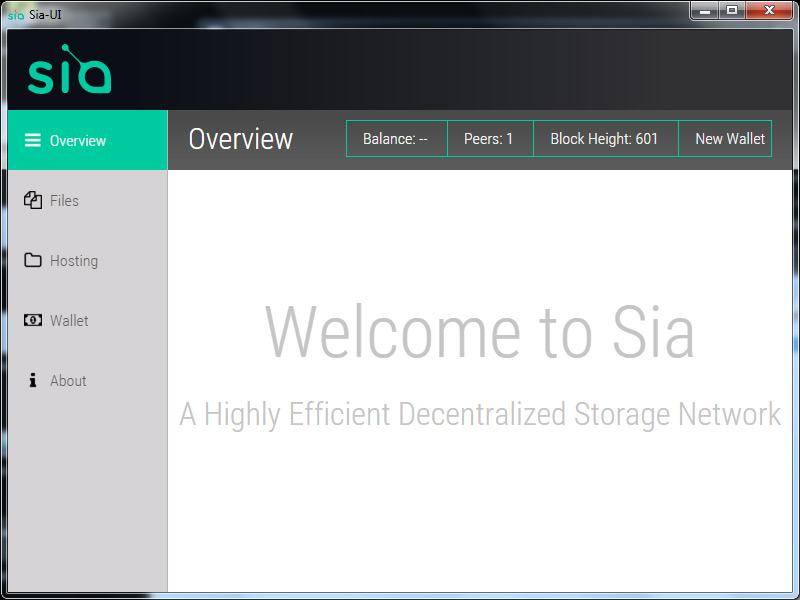 sia Sia-UI
sia
Overview
Overview
Balance: --
Peers: 1
Block Height: 601
New Wallet
Files
Hosting
Wallet
About
Welcome to Sia
A Highly Efficient Decentralized Storage Network